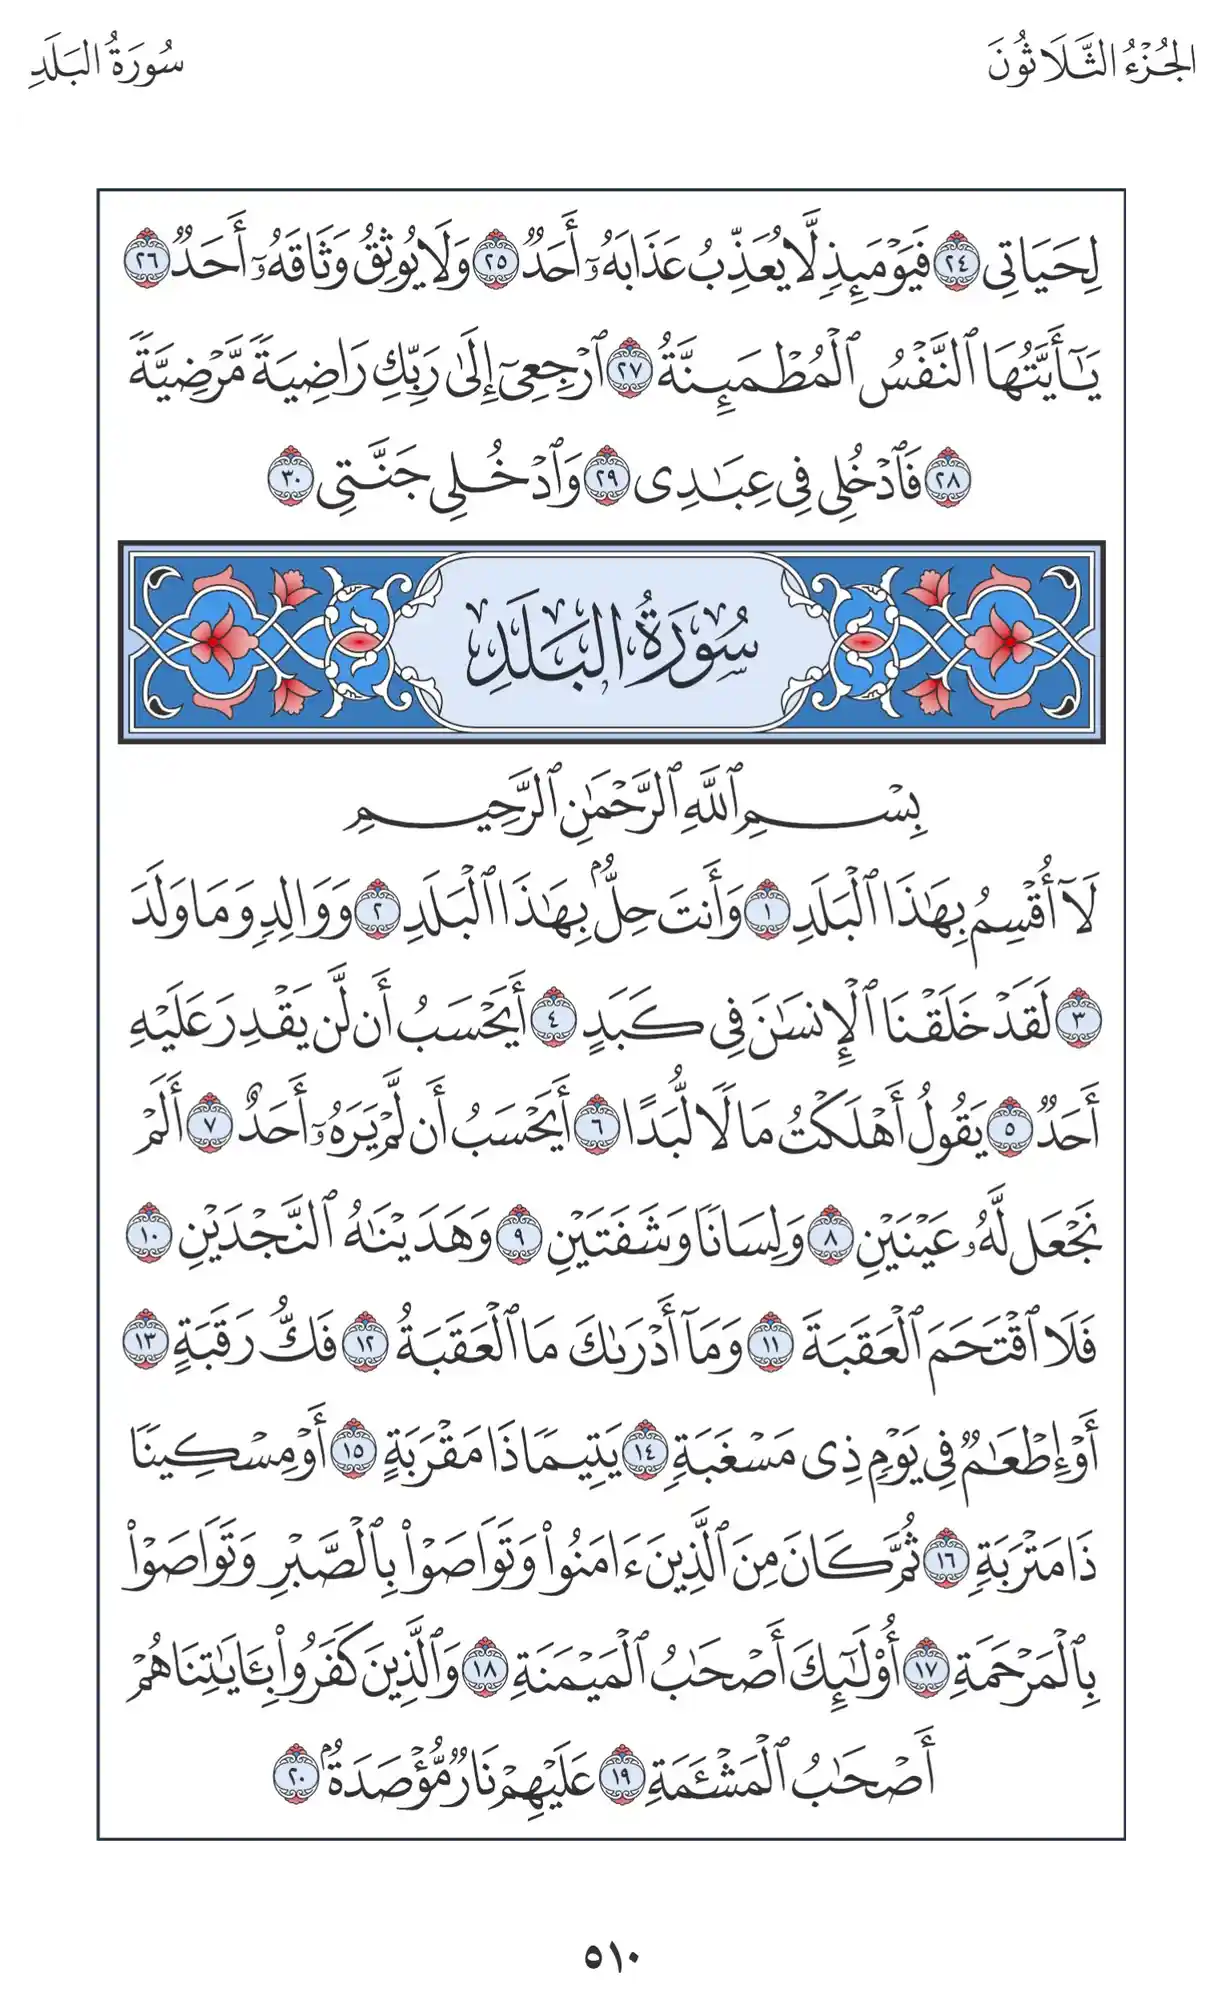 الجُزْءُ الثَّلَاثُونَ
سُورَةُ البَلَدِ
لِحَيَاتِى ٢٤ فَيَوْمَئِذٍ لَّا يُعَذِّبُ عَذَابَهُۥٓ أَحَدٌ ٢٥ وَلَا يُوثِقُ وَثَاقَهُۥٓ أَحَدٌ ٢٦
يَـٰٓأَيَّتُهَا ٱلنَّفْسُ ٱلْمُطْمَئِنَّةُ ٢٧ ٱرْجِعِىٓ إِلَىٰ رَبِّكِ رَاضِيَةً مَّرْضِيَّةً
٢٨ فَٱدْخُلِى فِى عِبَـٰدِى ٢٩ وَٱدْخُلِى جَنَّتِى ٣٠
سُورَةُ البَلَدِ
بِسْمِ ٱللَّهِ ٱلرَّحْمَـٰنِ ٱلرَّحِيمِ
لَآ أُقْسِمُ بِهَـٰذَا ٱلْبَلَدِ ١ وَأَنتَ حِلٌّۢ بِهَـٰذَا ٱلْبَلَدِ ٢ وَوَالِدٍ وَمَا وَلَدَ
٣ لَقَدْ خَلَقْنَا ٱلْإِنسَـٰنَ فِى كَبَدٍ ٤ أَيَحْسَبُ أَن لَّن يَقْدِرَ عَلَيْهِ
أَحَدٌ ٥ يَقُولُ أَهْلَكْتُ مَالًا لُّبَدًا ٦ أَيَحْسَبُ أَن لَّمْ يَرَهُۥٓ أَحَدٌ ٧ أَلَمْ
نَجْعَل لَّهُۥ عَيْنَيْنِ ٨ وَلِسَانًا وَشَفَتَيْنِ ٩ وَهَدَيْنَـٰهُ ٱلنَّجْدَيْنِ ١٠
فَلَا ٱقْتَحَمَ ٱلْعَقَبَةَ ١١ وَمَآ أَدْرَىٰكَ مَا ٱلْعَقَبَةُ ١٢ فَكُّ رَقَبَةٍ ١٣
أَوْ إِطْعَـٰمٌ فِى يَوْمٍ ذِى مَسْغَبَةٍ ١٤ يَتِيمًا ذَا مَقْرَبَةٍ ١٥ أَوْ مِسْكِينًا
ذَا مَتْرَبَةٍ ١٦ ثُمَّ كَانَ مِنَ ٱلَّذِينَ ءَامَنُوا۟ وَتَوَاصَوْا۟ بِٱلصَّبْرِ وَتَوَاصَوْا۟
بِٱلْمَرْحَمَةِ ١٧ أُو۟لَـٰٓئِكَ أَصْحَـٰبُ ٱلْمَيْمَنَةِ ١٨ وَٱلَّذِينَ كَفَرُوا۟ بِـَٔايَـٰتِنَا هُمْ
أَصْحَـٰبُ ٱلْمَشْـَٔمَةِ ١٩ عَلَيْهِمْ نَارٌ مُّؤْصَدَةٌۢ ٢٠
٥١٠